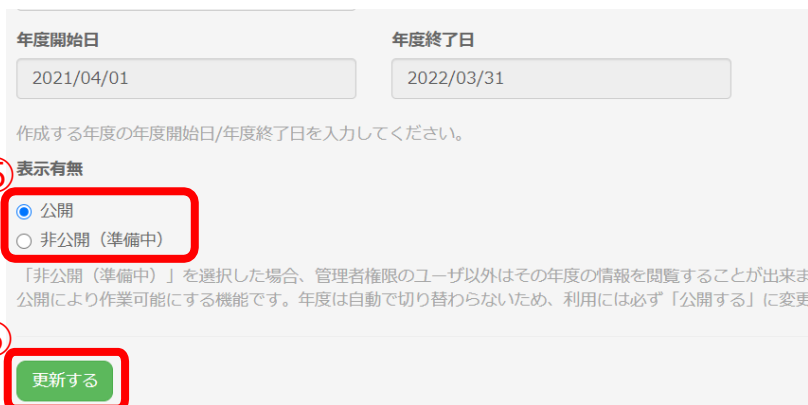 年度開始日 年度終了日
2021/04/01 2022/03/31
作成する年度の年度開始日/年度終了日を入力してください。
表示有無
公開
非公開（準備中）
「非公開（準備中）」を選択した場合、管理者権限のユーザ以外はその年度の情報を閲覧することが出来ま
公開により作業可能にする機能です。年度は自動で切り替わらないため、利用には必ず「公開する」に変更
更新する